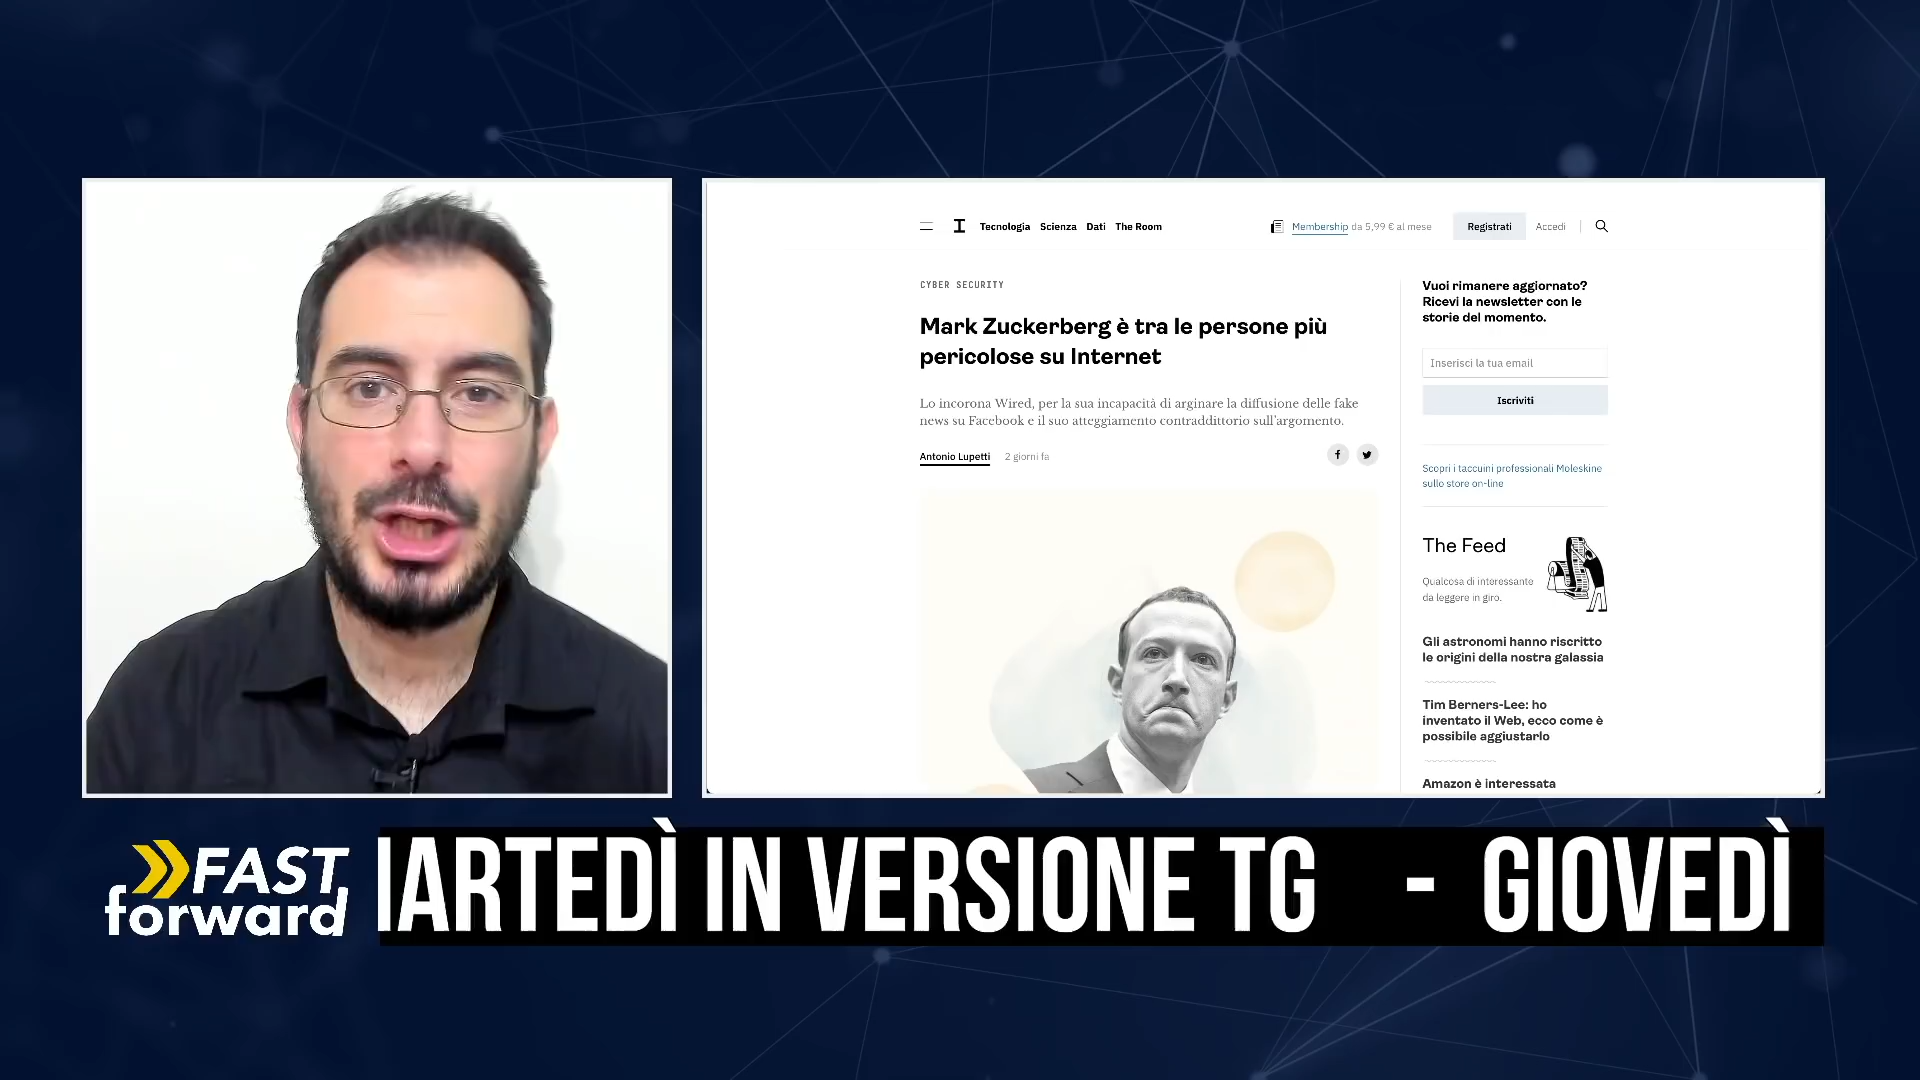 Tecnologia Scienza Dati The Room
Membership da 5,99 € al mese
Registrati
Accedi
CYBER SECURITY
Mark Zuckerberg è tra le persone più
pericolose su Internet
Lo incorona Wired, per la sua incapacità di arginare la diffusione delle fake
news su Facebook e il suo atteggiamento contraddittorio sull'argomento.
Antonio Lupetti 2 giorni fa
Vuoi rimanere aggiornato?
Ricevi la newsletter con le
storie del momento.
Inserisci la tua email
Iscriviti
Scopri i taccuini professionali Moleskine
sullo store on-line
The Feed
Qualcosa di interessante
da leggere in giro.
Gli astronomi hanno riscritto
le origini della nostra galassia
Tim Berners-Lee: ho
inventato il Web, ecco come è
possibile aggiustarlo
Amazon è interessata
FAST
forward
IARTEDÌ IN VERSIONE TG - GIOVEDÌ